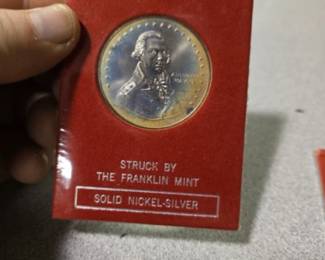 STRUCK BY
THE FRANKLIN MINT
SOLID NICKEL-SILVER